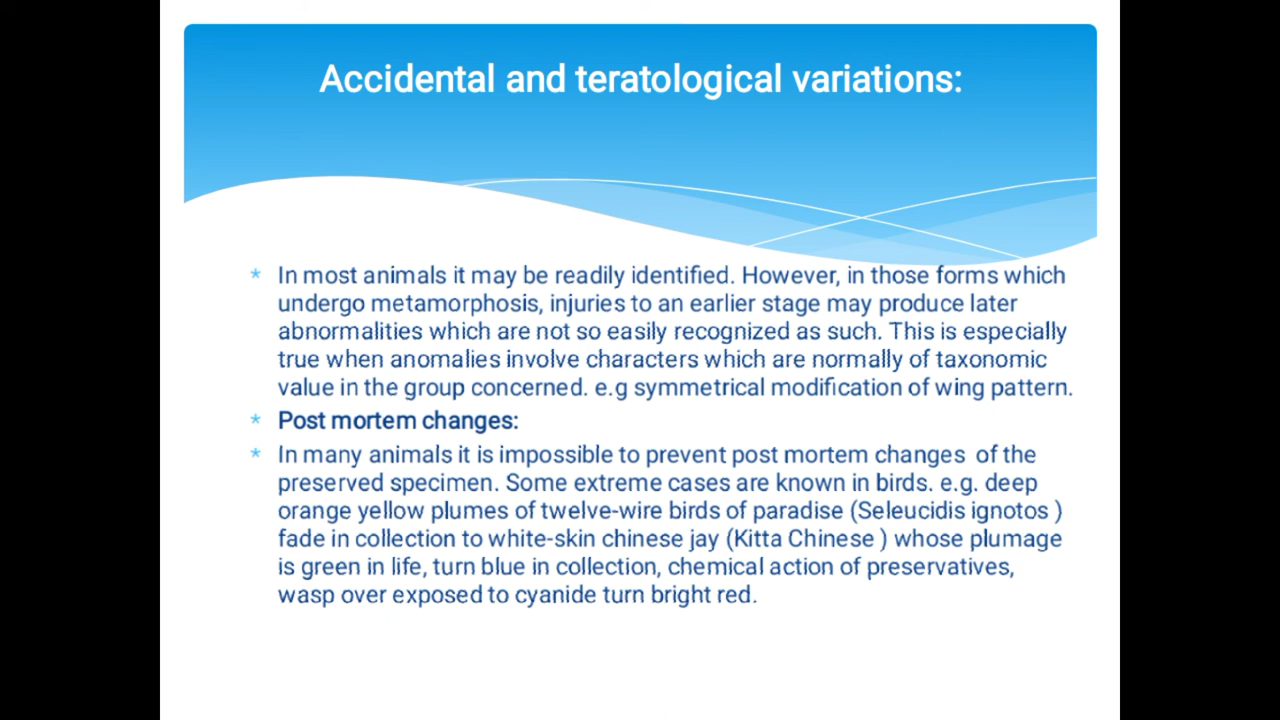 Accidental and teratological variations:
* In most animals it may be readily identified. However, in those forms which
undergo metamorphosis, injuries to an earlier stage may produce later
abnormalities which are not so easily recognized as such. This is especially
true when anomalies involve characters which are normally of taxonomic
value in the group concerned. e.g symmetrical modification of wing pattern.
* Post mortem changes:
* In many animals it is impossible to prevent post mortem changes of the
preserved specimen. Some extreme cases are known in birds. e.g. deep
orange yellow plumes of twelve-wire birds of paradise (Seleucidis ignotos )
fade in collection to white-skin chinese jay (Kitta Chinese ) whose plumage
is green in life, turn blue in collection, chemical action of preservatives,
wasp over exposed to cyanide turn bright red.